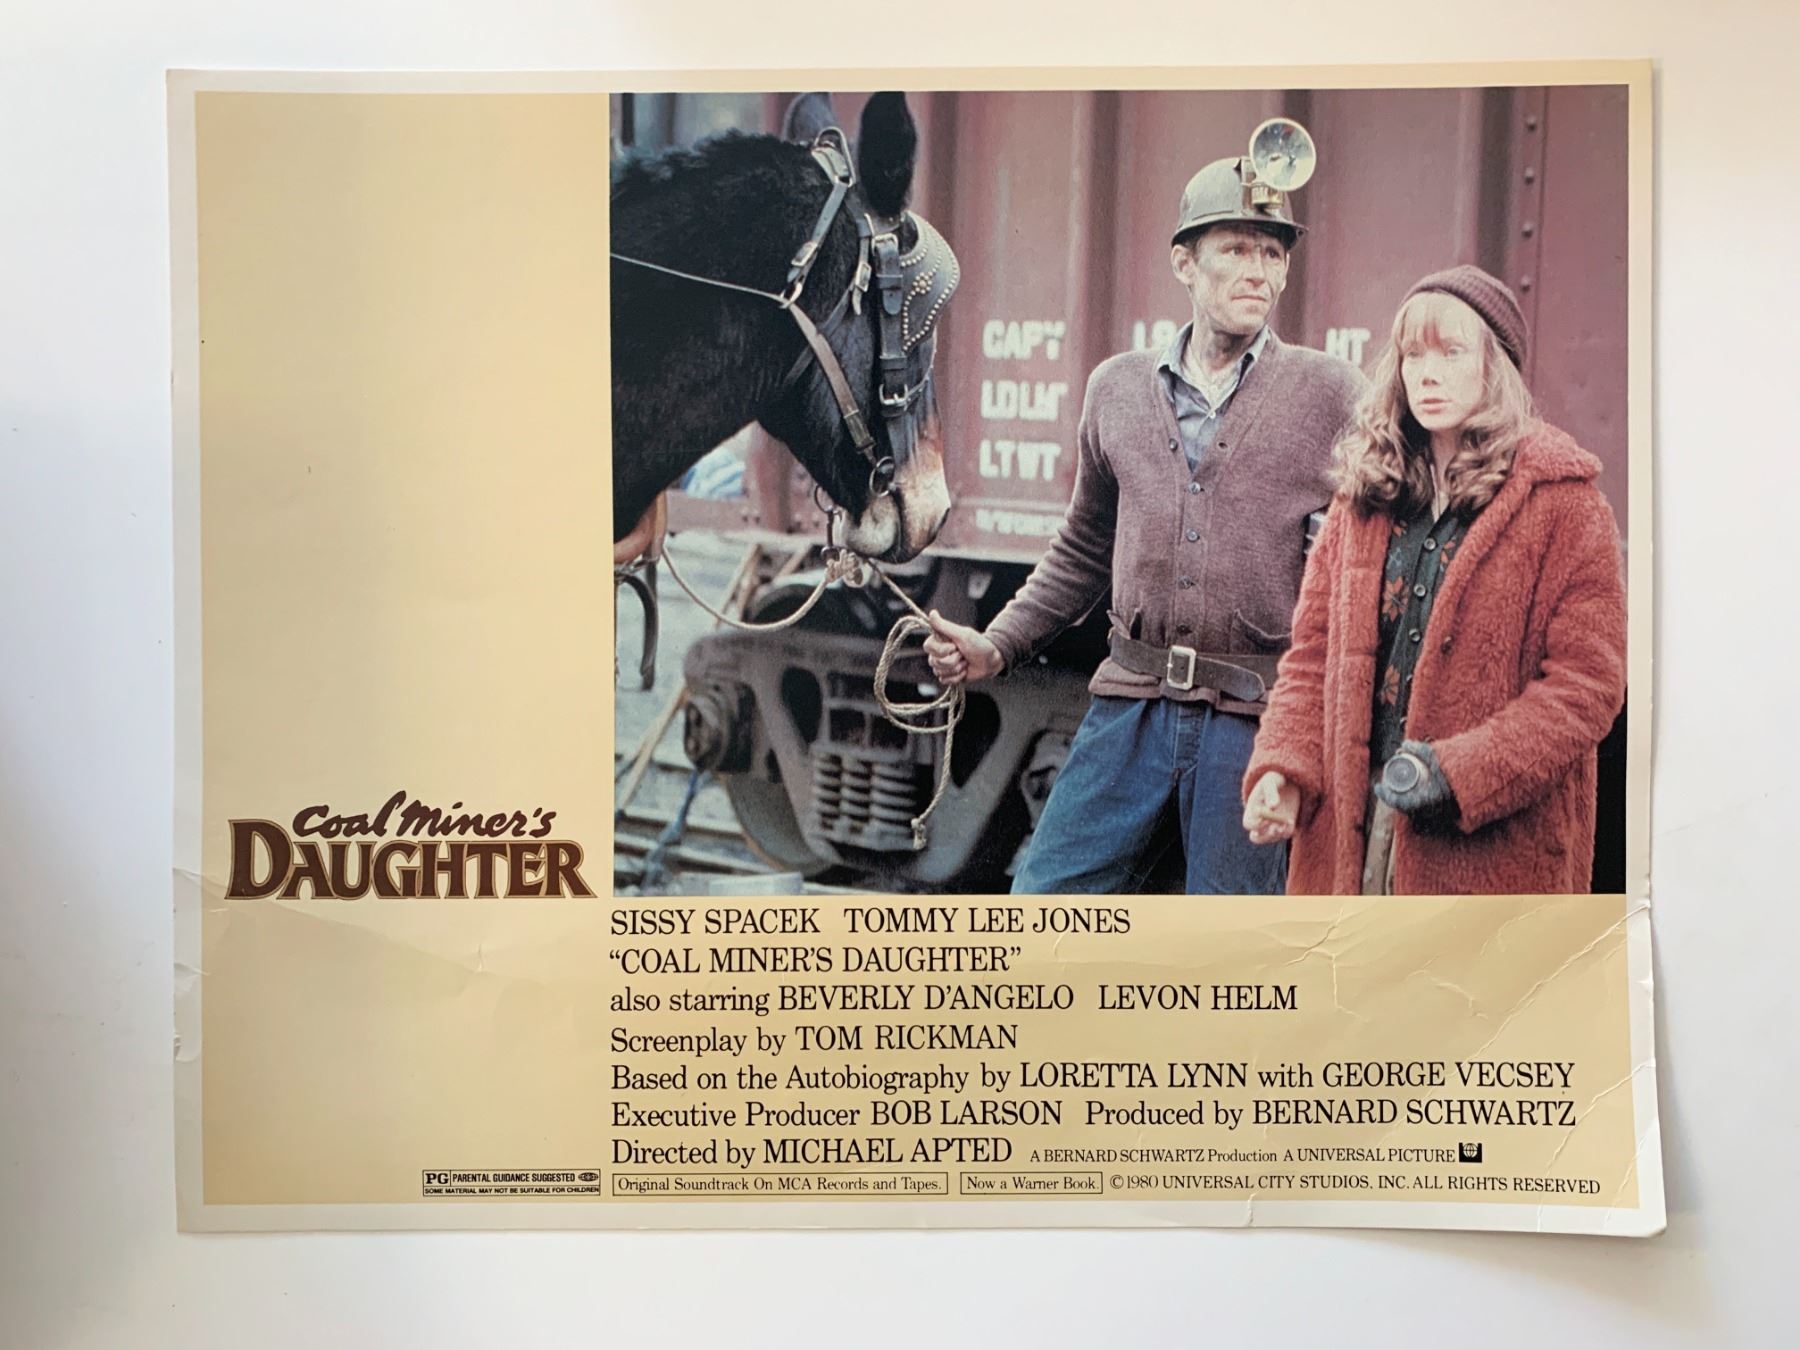 CAPY
LDLMT
LTWT
Coal Miner's
DAUGHTER
SISSY SPACEK TOMMY LEE JONES
“COAL MINER'S DAUGHTER”
also starring BEVERLY D'ANGELO LEVON HELM
Screenplay by TOM RICKMAN
Based on the Autobiography by LORETTA LYNN with GEORGE VECSEY
Executive Producer BOB LARSON Produced by BERNARD SCHWARTZ
Directed by MICHAEL APTED A BERNARD SCHWARTZ Production A UNIVERSAL PICTURE
PG PARENTAL GUIDANCE SUGGESTED
SOME MATERIAL MAY NOT BE SUITABLE FOR CHILDREN
Original Soundtrack On MCA Records and Tapes. Now a Warner Book. ©1980 UNIVERSAL CITY STUDIOS, INC. ALL RIGHTS RESERVED